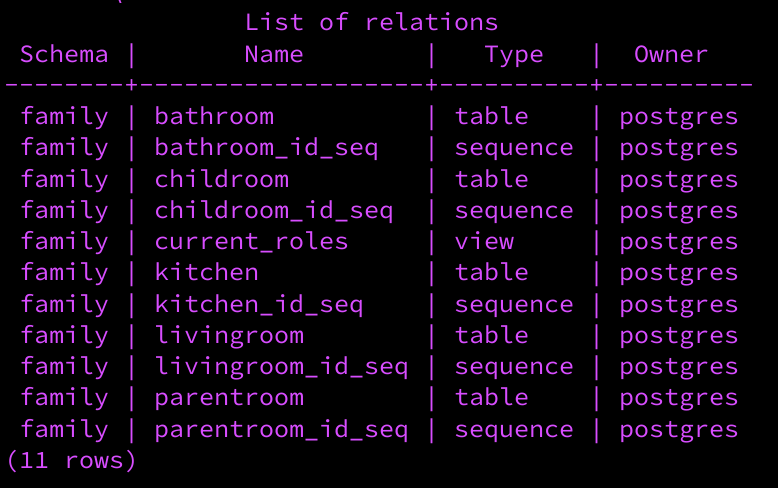 List of relations
Schema | Name | Type | Owner
--------+-------------------+----------+----------
family | bathroom | table | postgres
family | bathroom_id_seq | sequence | postgres
family | childroom | table | postgres
family | childroom_id_seq | sequence | postgres
family | current_roles | view | postgres
family | kitchen | table | postgres
family | kitchen_id_seq | sequence | postgres
family | livingroom | table | postgres
family | livingroom_id_seq | sequence | postgres
family | parentroom | table | postgres
family | parentroom_id_seq | sequence | postgres
(11 rows)